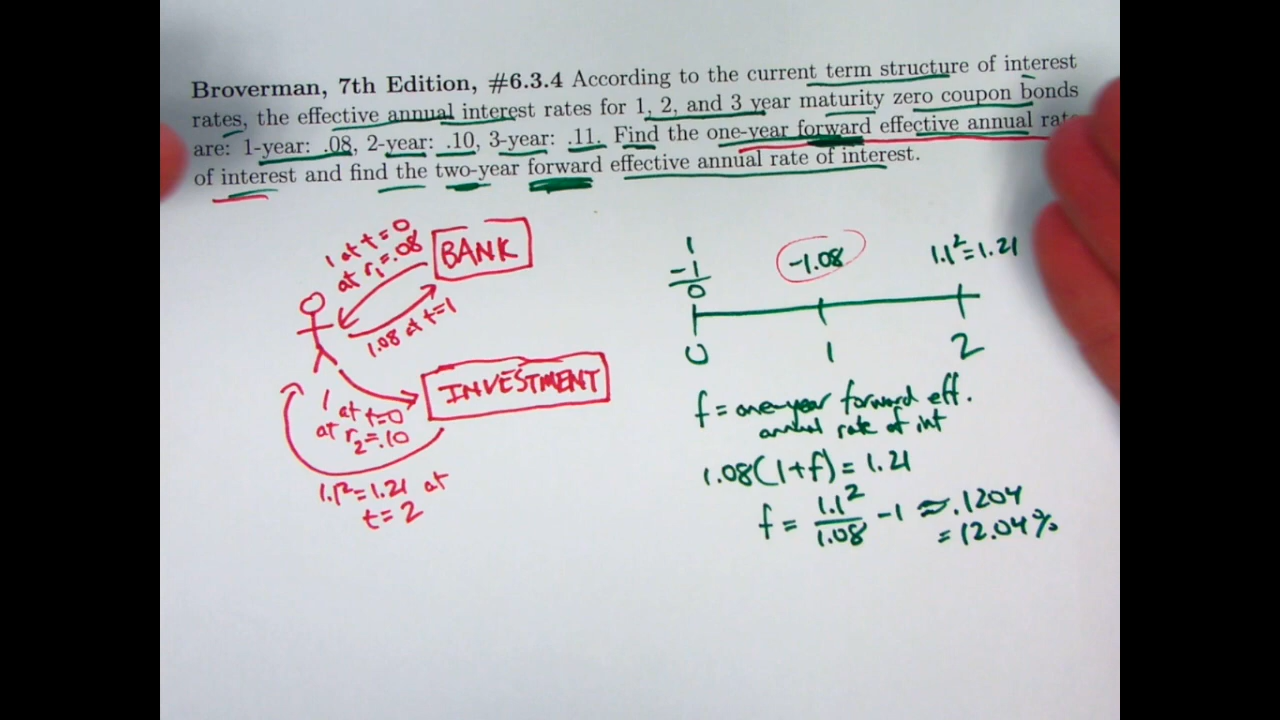 Broverman, 7th Edition, #6.3.4 According to the current term structure of interest
rates, the effective annual interest rates for 1, 2, and 3 year maturity zero coupon bonds
are: 1-year: .08, 2-year: .10, 3-year: .11. Find the one-year forward effective annual rate
of interest and find the two-year forward effective annual rate of interest.
1 at t=0
at r₁=.08
BANK
1.08 at t=1
INVESTMENT
1 at t=0
at r₂=.10
1.1²=1.21 at
t=2
1
-1
0
-1.08
1.1²=1.21
0 1 2
f = one-year forward eff.
annual rate of int
1.08(1+f) = 1.21
f = 1.1²/1.08 -1 ≈ .1204
= 12.04%